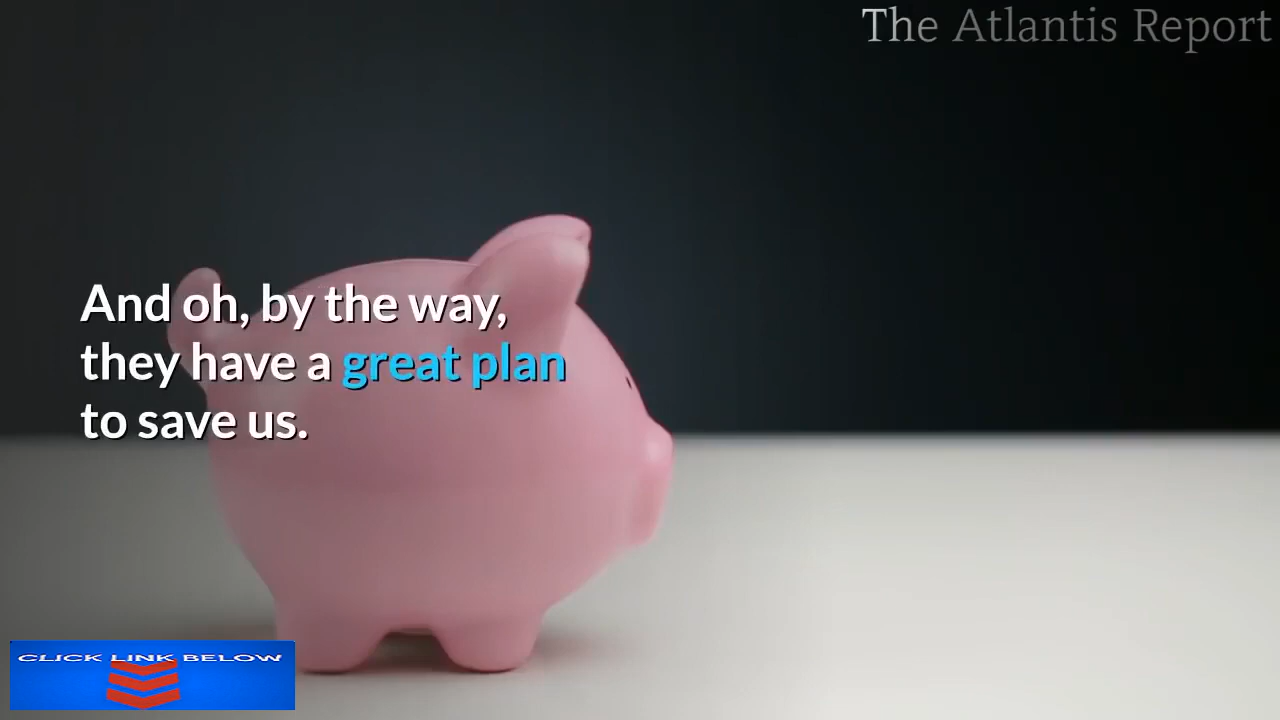 The Atlantis Report
And oh, by the way,
they have a great plan
to save us.
CLICK LINK BELOW